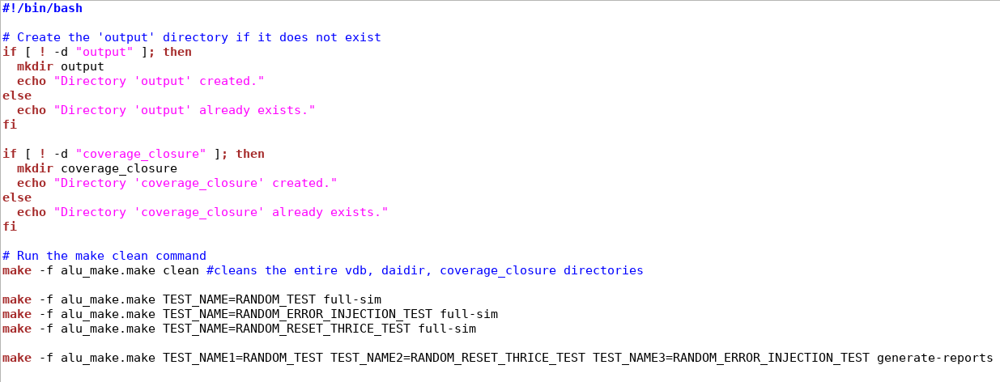 #!/bin/bash
# Create the 'output' directory if it does not exist
if [ ! -d "output" ]; then
  mkdir output
  echo "Directory 'output' created."
else
  echo "Directory 'output' already exists."
fi
if [ ! -d "coverage_closure" ]; then
  mkdir coverage_closure
  echo "Directory 'coverage_closure' created."
else
  echo "Directory 'coverage_closure' already exists."
fi
# Run the make clean command
make -f alu_make.make clean #cleans the entire vdb, daidir, coverage_closure directories
make -f alu_make.make TEST_NAME=RANDOM_TEST full-sim
make -f alu_make.make TEST_NAME=RANDOM_ERROR_INJECTION_TEST full-sim
make -f alu_make.make TEST_NAME=RANDOM_RESET_THRICE_TEST full-sim
make -f alu_make.make TEST_NAME1=RANDOM_TEST TEST_NAME2=RANDOM_RESET_THRICE_TEST TEST_NAME3=RANDOM_ERROR_INJECTION_TEST generate-reports